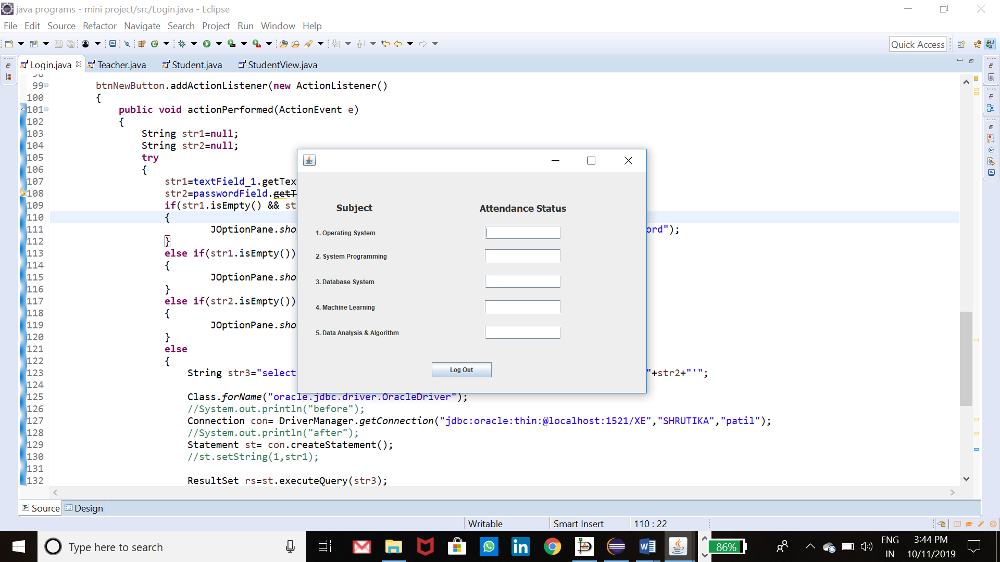 java programs - mini project/src/Login.java - Eclipse
File Edit Source Refactor Navigate Search Project Run Window Help
Quick Access
Login.java Teacher.java Student.java StudentView.java
99 btnNewButton.addActionListener(new ActionListener()
100 {
101 public void actionPerformed(ActionEvent e)
102 {
103 String str1=null;
104 String str2=null;
105 try
106 {
107 str1=textField_1.getTex
108 str2=passwordField.getT
109 if(str1.isEmpty() && st
110 {
111 JOptionPane.sho ord");
112 }
113 else if(str1.isEmpty())
114 {
115 JOptionPane.sho
116 }
117 else if(str2.isEmpty())
118 {
119 JOptionPane.sho
120 }
121 else
122 {
123 String str3="select "+str2+"'";
124
125 Class.forName("oracle.jdbc.driver.OracleDriver");
126 //System.out.println("before");
127 Connection con= DriverManager.getConnection("jdbc:oracle:thin:@localhost:1521/XE","SHRUTIKA","patil");
128 //System.out.println("after");
129 Statement st= con.createStatement();
130 //st.setString(1,str1);
131
132 ResultSet rs=st.executeQuery(str3);
Subject Attendance Status
1. Operating System
2. System Programming
3. Database System
4. Machine Learning
5. Data Analysis & Algorithm
Log Out
Source Design
Writable Smart Insert 110 : 22
Type here to search
86%
ENG
IN
3:44 PM
10/11/2019